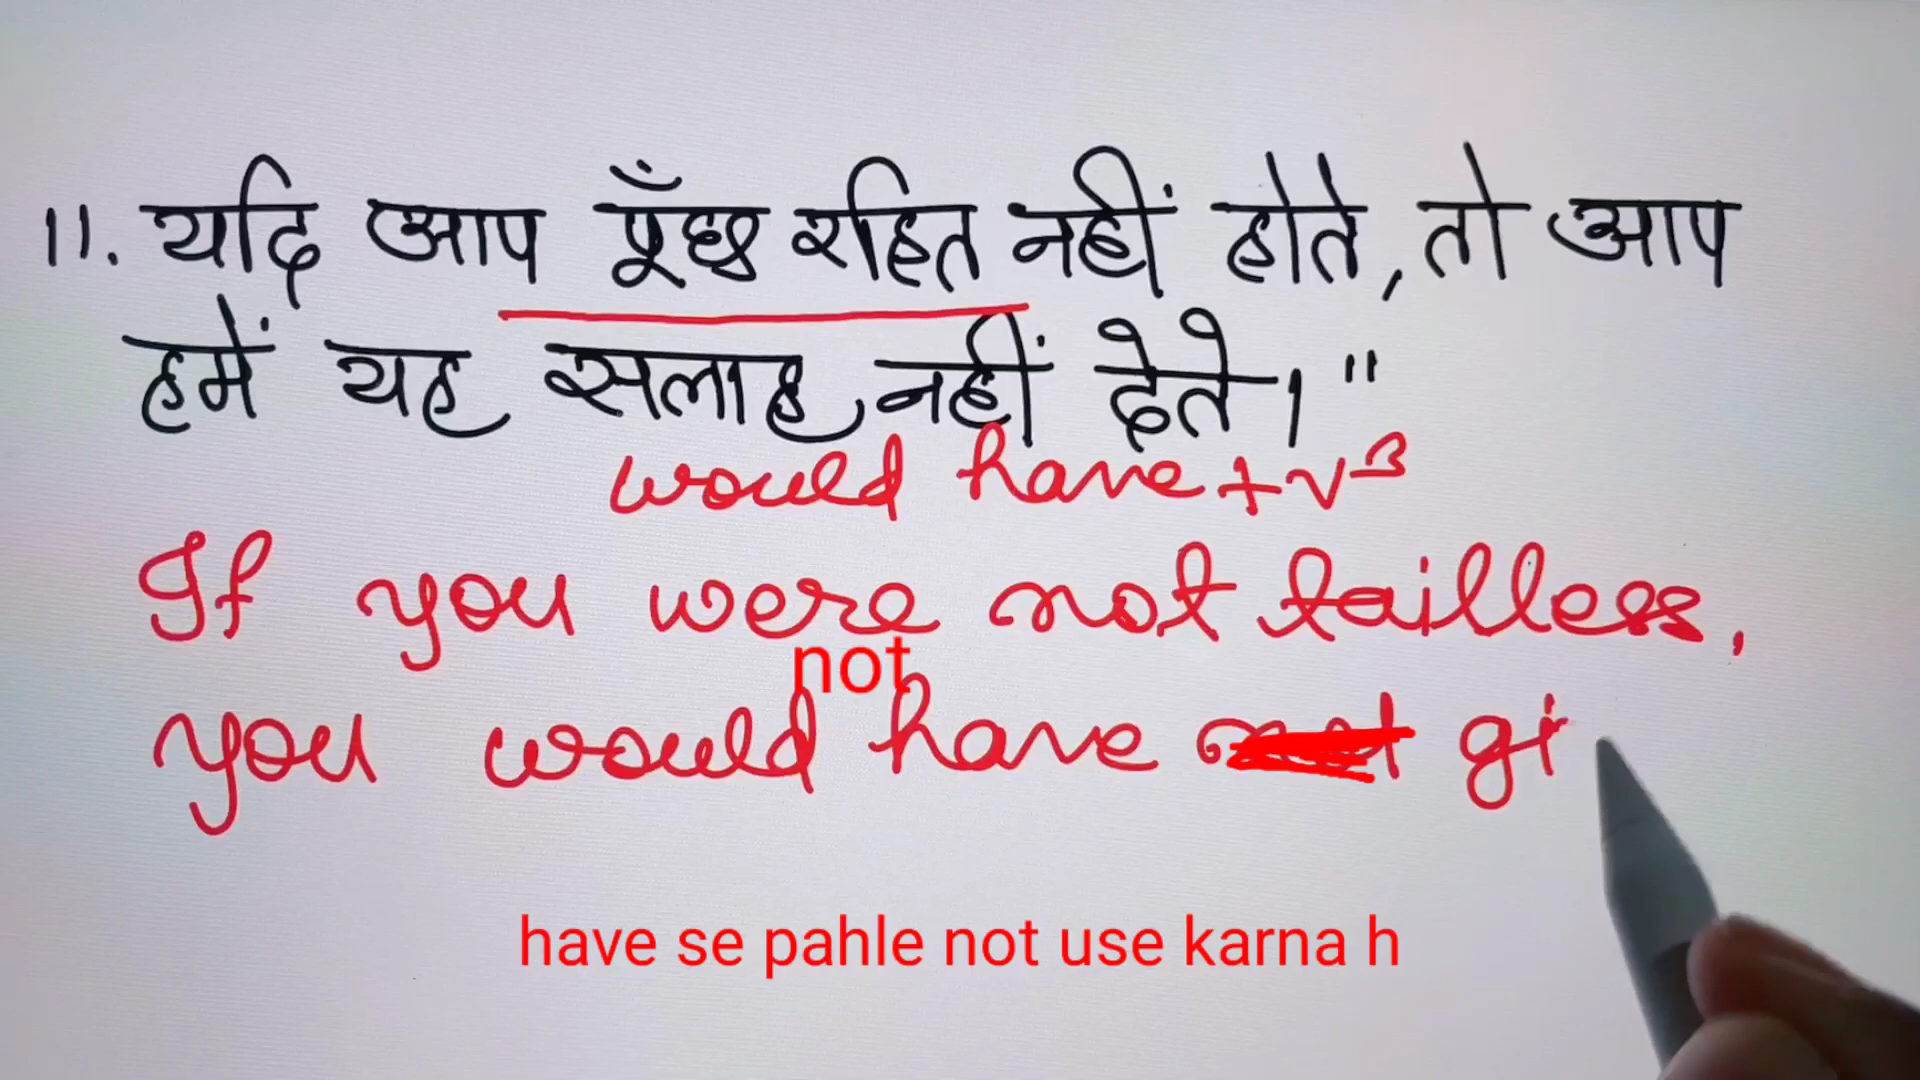 11. यदि आप पूँछ रहित नहीं होते, तो आप
हमें यह सलाह नहीं देते।"
would have + v3
If you were not tailless,
not
you would have not gi
have se pahle not use karna h